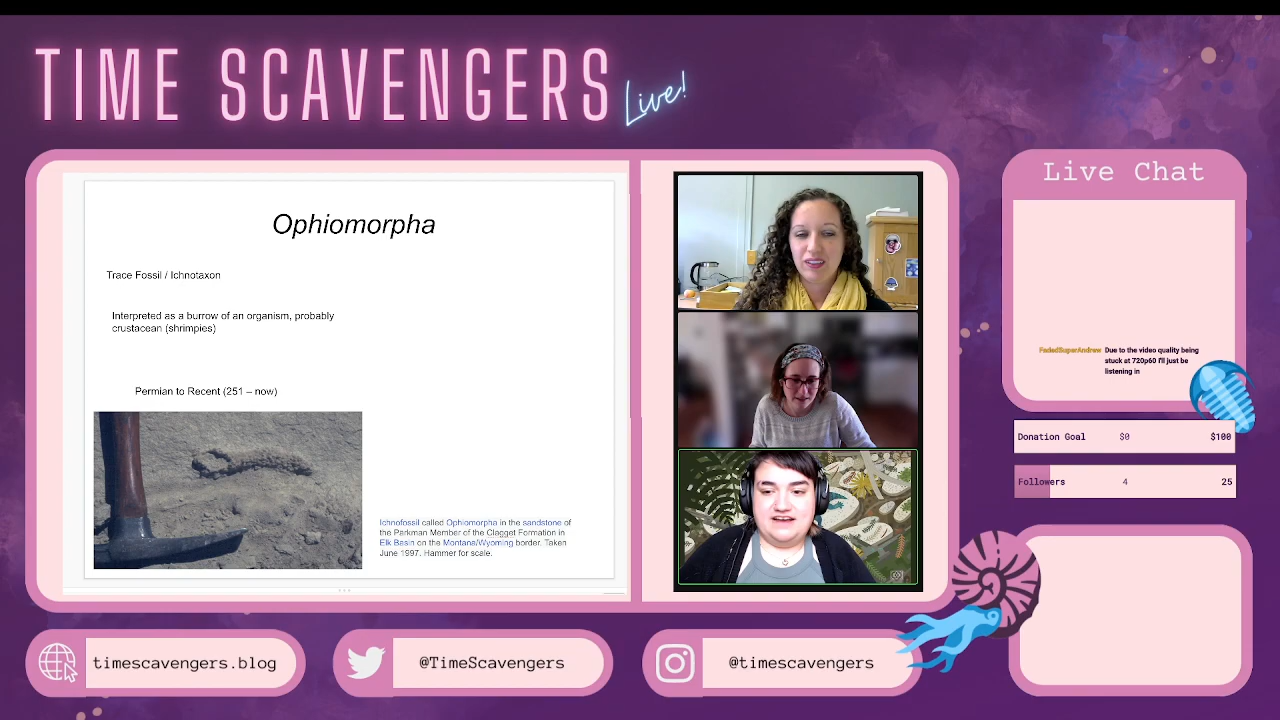 TIME SCAVENGERS
Live!
Ophiomorpha
Trace Fossil / Ichnotaxon
Interpreted as a burrow of an organism, probably
crustacean (shrimpies)
Permian to Recent (251 – now)
Ichnofossil called Ophiomorpha in the sandstone of
the Parkman Member of the Clagget Formation in
Elk Basin on the Montana/Wyoming border. Taken
June 1997. Hammer for scale.
Live Chat
FadedSuperAndrew Due to the video quality being
stuck at 720p60 I'll just be
listening in
Donation Goal $0 $100
Followers 4 25
timescavengers.blog
@TimeScavengers
@timescavengers